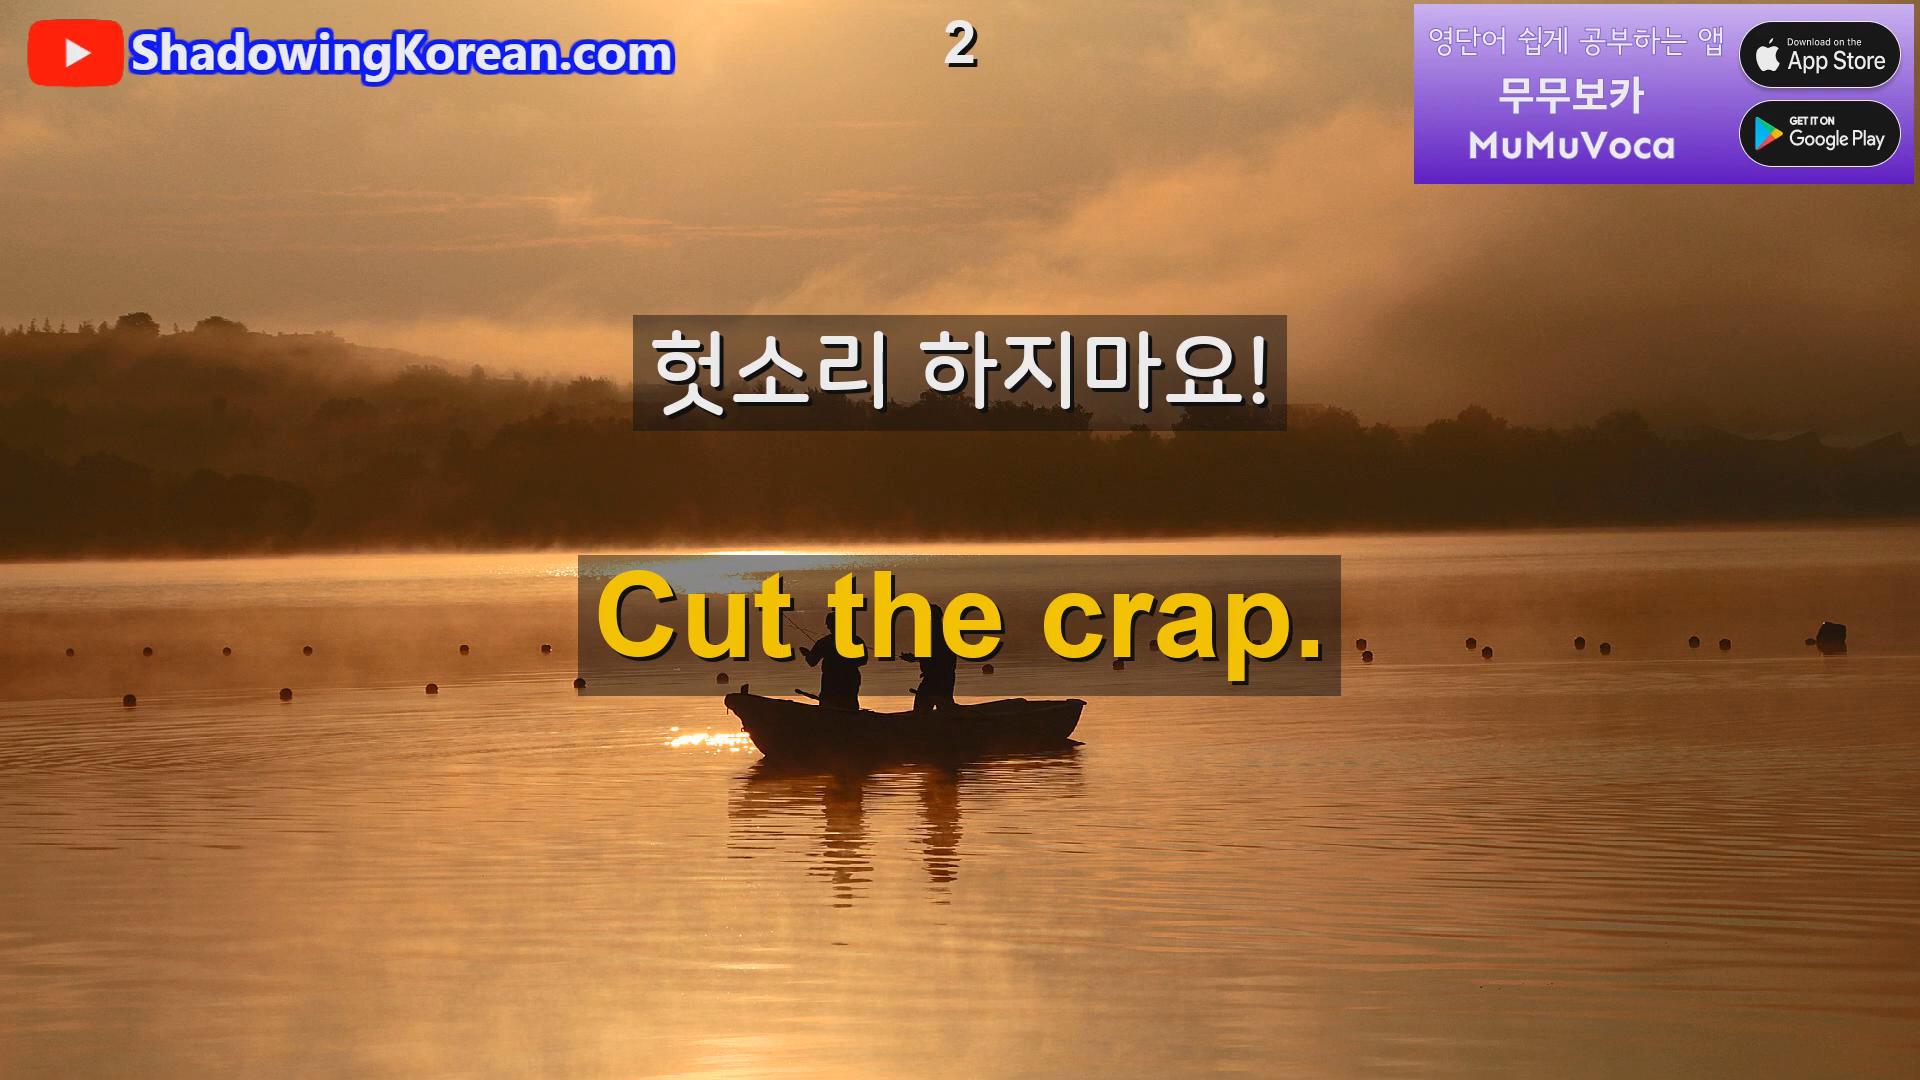 ShadowingKorean.com
2
영단어 쉽게 공부하는 앱
무무보카
MuMuVoca
Download on the
App Store
GET IT ON
Google Play
헛소리 하지마요!
Cut the crap.